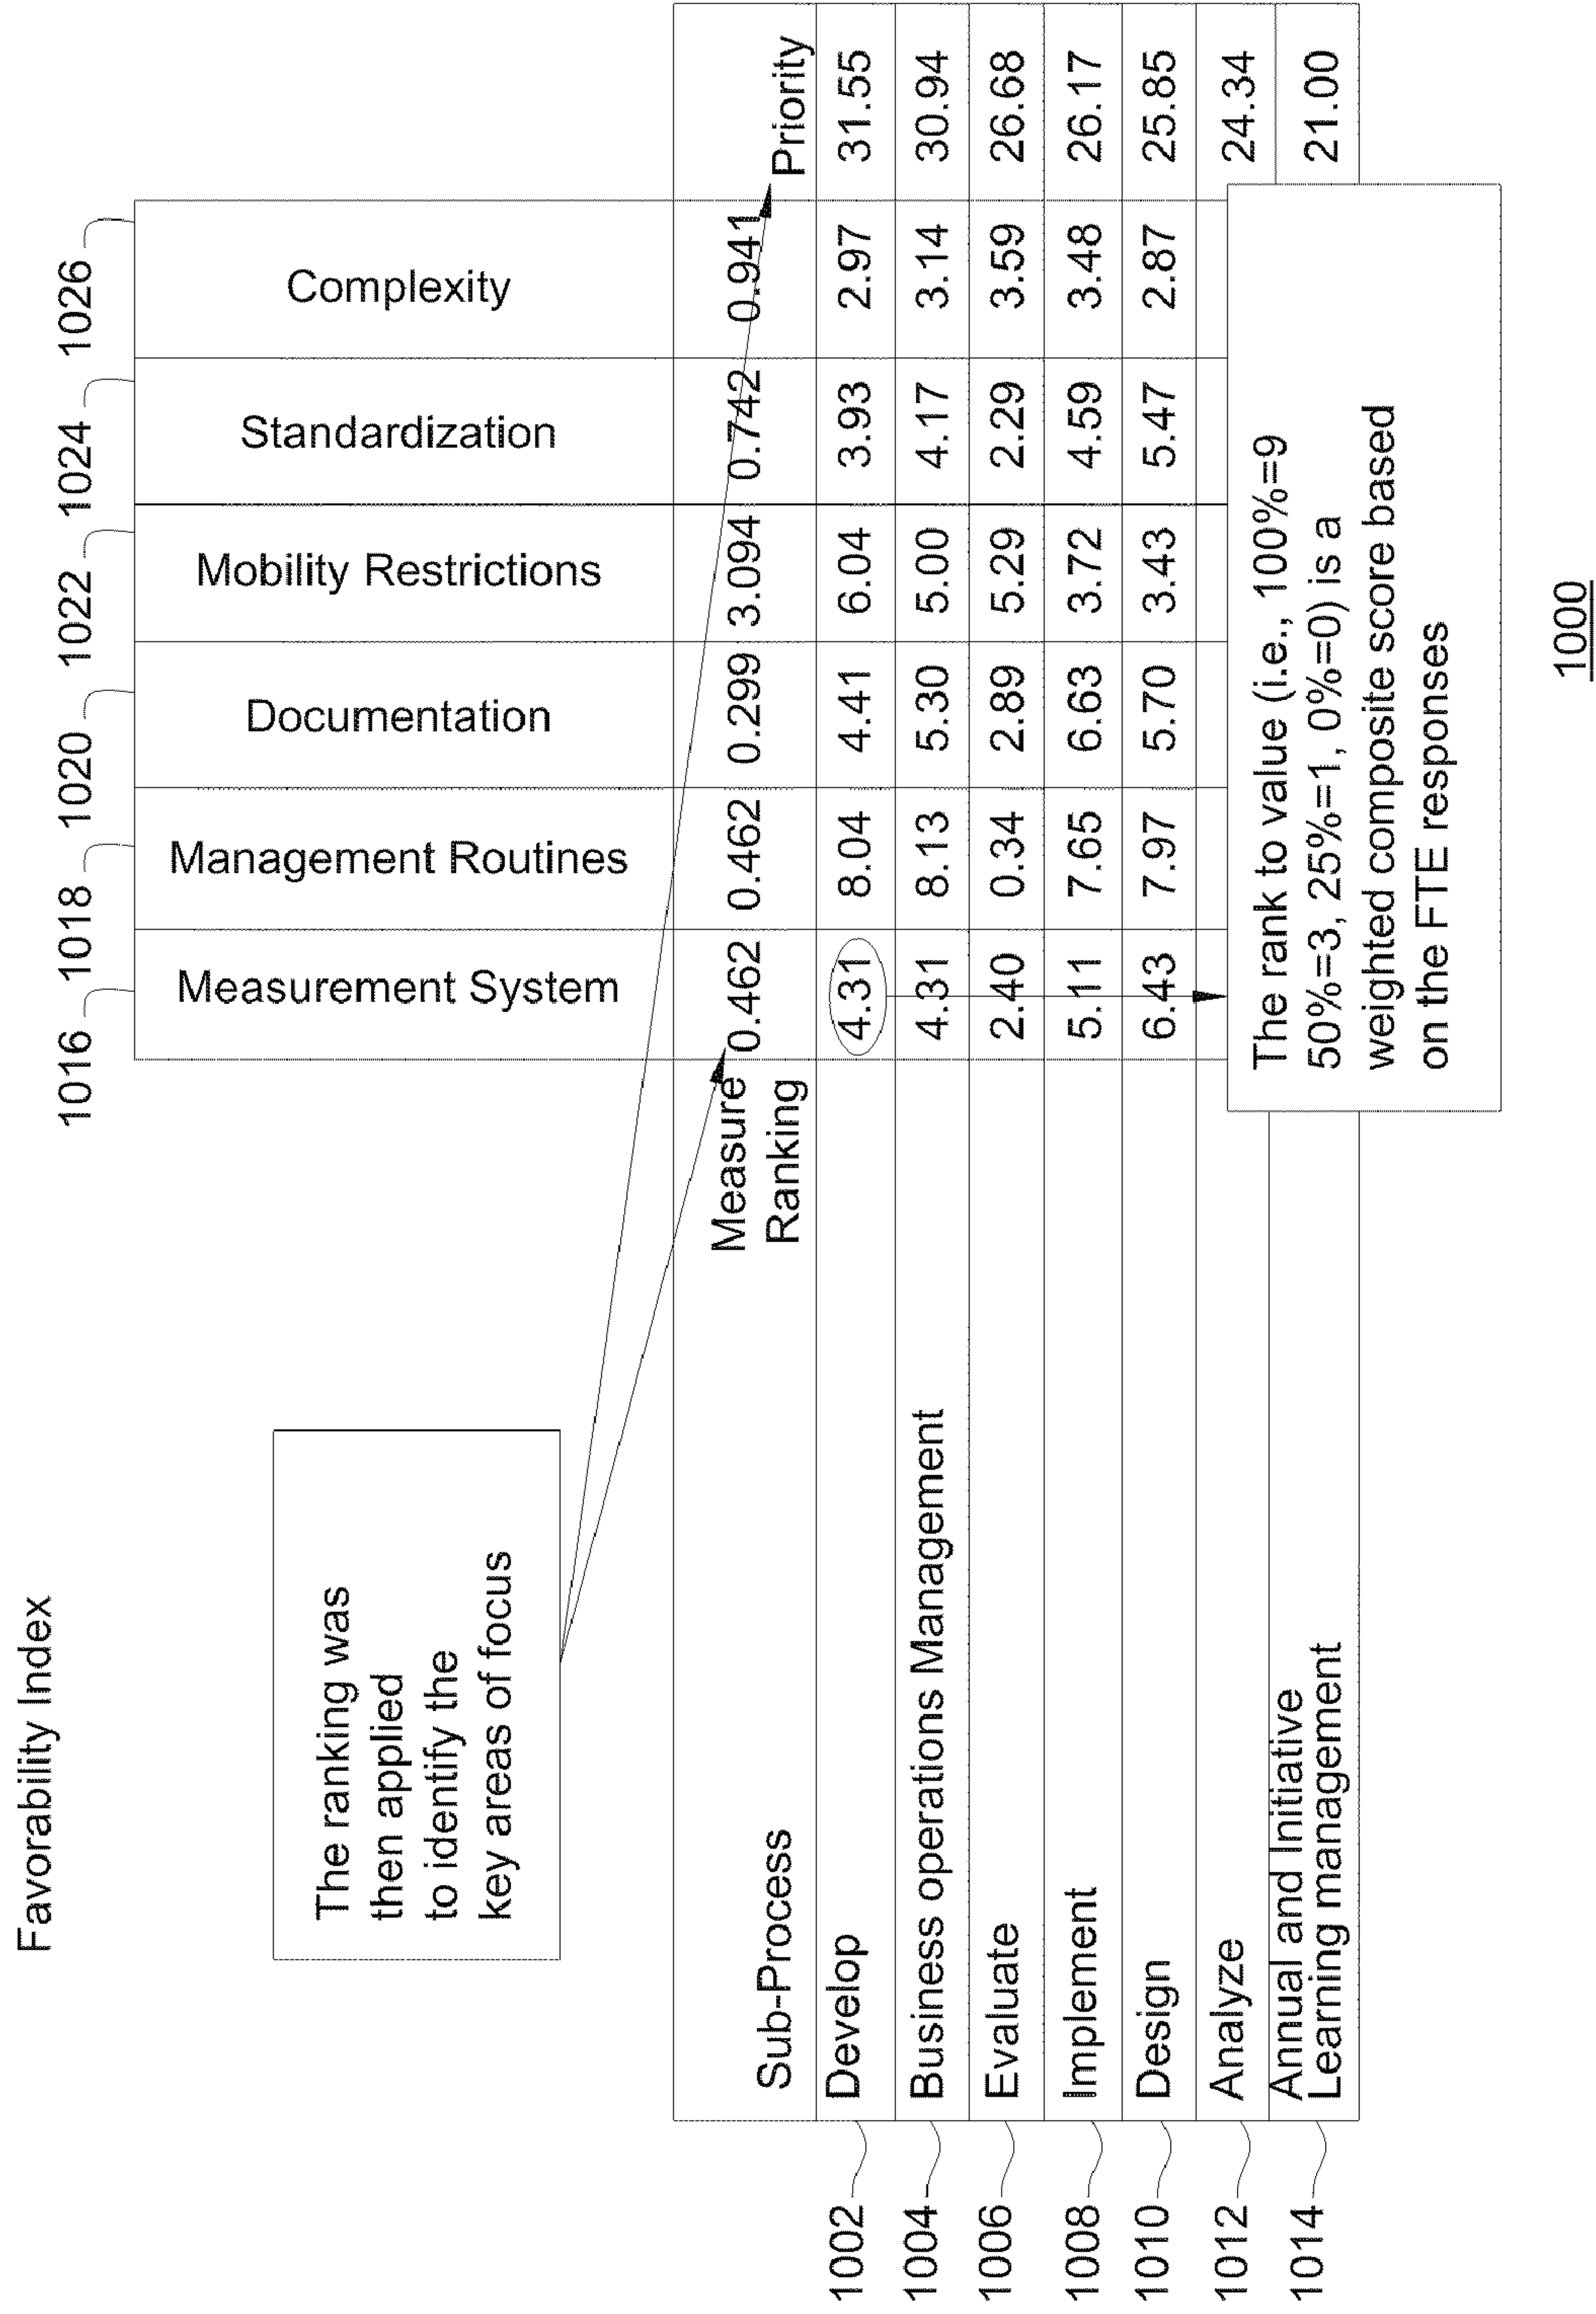 Favorability Index
The ranking was
then applied
to identify the
key areas of focus
1016 1018 1020 1022 1024 1026
Measurement System Management Routines Documentation Mobility Restrictions Standardization Complexity
Measure
Ranking
Sub-Process 0.462 0.462 0.299 3.094 0.742 0.941 Priority
1002 Develop 4.31 8.04 4.41 6.04 3.93 2.97 31.55
1004 Business operations Management 4.31 8.13 5.30 5.00 4.17 3.14 30.94
1006 Evaluate 2.40 0.34 2.89 5.29 2.29 3.59 26.68
1008 Implement 5.11 7.65 6.63 3.72 4.59 3.48 26.17
1010 Design 6.43 7.97 5.70 3.43 5.47 2.87 25.85
1012 Analyze 24.34
1014 Annual and Initiative
Learning management 21.00
The rank to value (i.e., 100%=9
50%=3, 25%=1, 0%=0) is a
weighted composite score based
on the FTE responses
1000